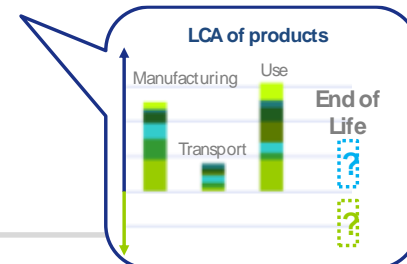 LCA of products
Manufacturing
Use
Transport
End of
Life
?
?